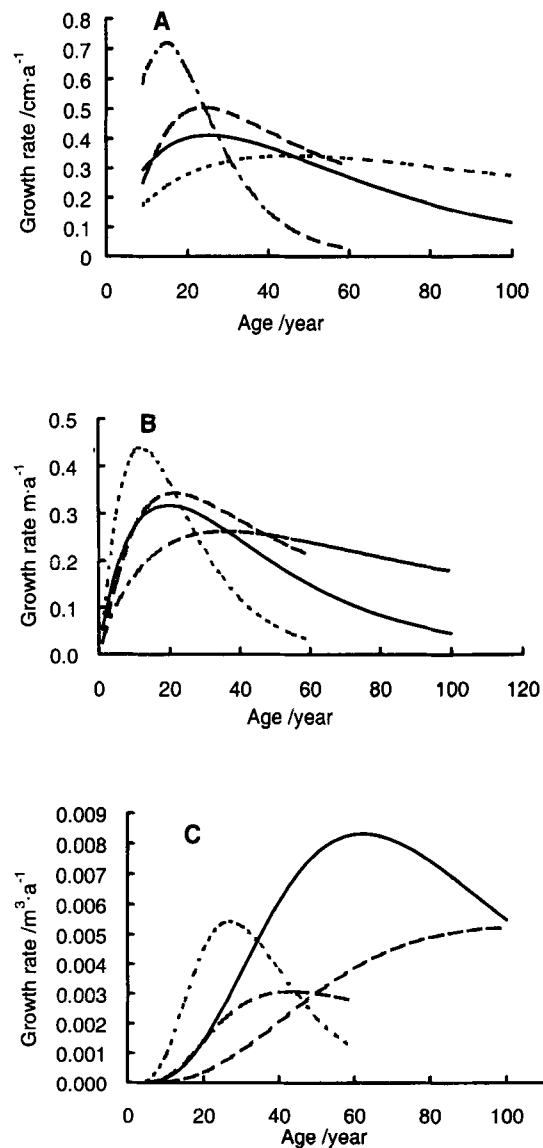 A
0.8
0.7
0.6
0.5
0.4
0.3
0.2
0.1
0
Growth rate /cm·a⁻¹
0 20 40 60 80 100
Age /year
B
0.5
0.4
0.3
0.2
0.1
0.0
Growth rate m·a⁻¹
0 20 40 60 80 100 120
Age /year
C
0.009
0.008
0.007
0.006
0.005
0.004
0.003
0.002
0.001
0.000
Growth rate /m³·a⁻¹
0 20 40 60 80 100
Age /year